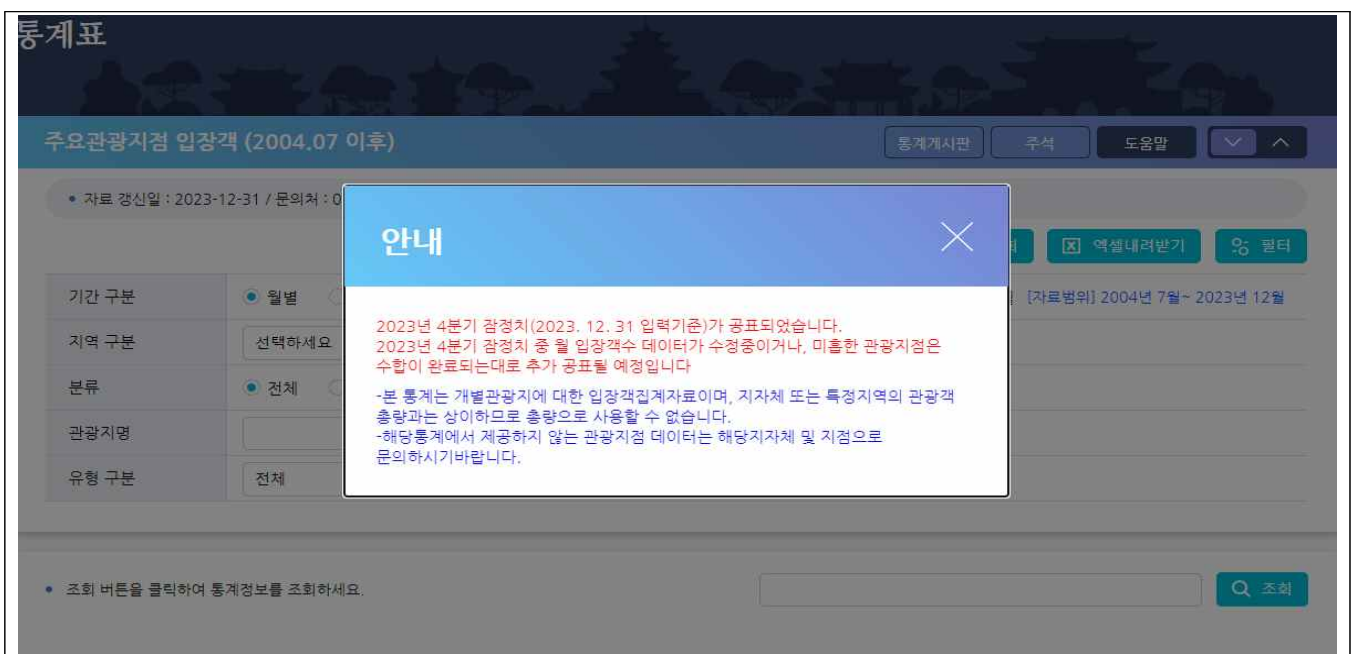 통계표
주요관광지점 입장객 (2004.07 이후)
통계게시판
주석
도움말
• 자료 갱신일 : 2023-12-31 / 문의처 : 0
안내
엑셀내려받기
필터
기간 구분
월별
[자료범위] 2004년 7월~ 2023년 12월
2023년 4분기 잠정치(2023. 12. 31 입력기준)가 공표되었습니다.
2023년 4분기 잠정치 중 월 입장객수 데이터가 수정중이거나, 미흡한 관광지점은
수합이 완료되는대로 추가 공표될 예정입니다
지역 구분
선택하세요
분류
전체
-본 통계는 개별관광지에 대한 입장객집계자료이며, 지자체 또는 특정지역의 관광객
총량과는 상이하므로 총량으로 사용할 수 없습니다.
-해당통계에서 제공하지 않는 관광지점 데이터는 해당지자체 및 지점으로
문의하시기바랍니다.
관광지명
유형 구분
전체
• 조회 버튼을 클릭하여 통계정보를 조회하세요.
조회